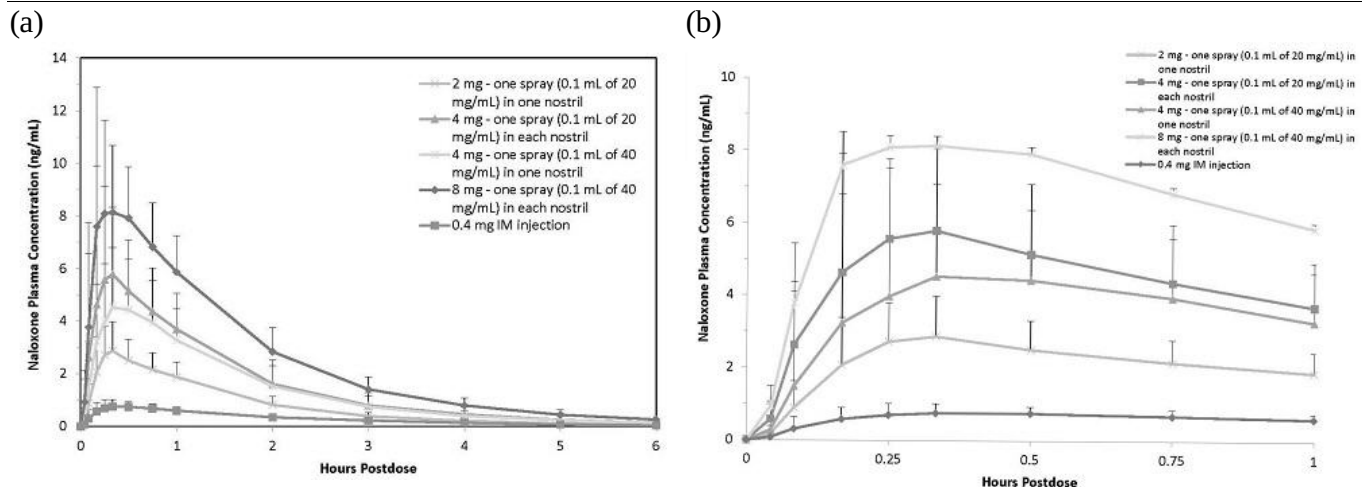 (a)
14
12
10
8
6
4
2
0
Naloxone Plasma Concentration (ng/mL)
2 mg - one spray (0.1 mL of 20
mg/mL) in one nostril
4 mg - one spray (0.1 mL of 20
mg/mL) in each nostril
4 mg - one spray (0.1 mL of 40
mg/mL) in one nostril
8 mg - one spray (0.1 mL of 40
mg/mL) in each nostril
0.4 mg IM injection
0 1 2 3 4 5 6
Hours Postdose
(b)
10
8
6
4
2
0
Naloxone Plasma Concentration (ng/mL)
2 mg - one spray (0.1 mL of 20 mg/mL) in
one nostril
4 mg - one spray (0.1 mL of 20 mg/mL) in
each nostril
4 mg - one spray (0.1 mL of 40 mg/mL) in
one nostril
8 mg - one spray (0.1 mL of 40 mg/mL) in
each nostril
0.4 mg IM injection
0 0.25 0.5 0.75 1
Hours Postdose